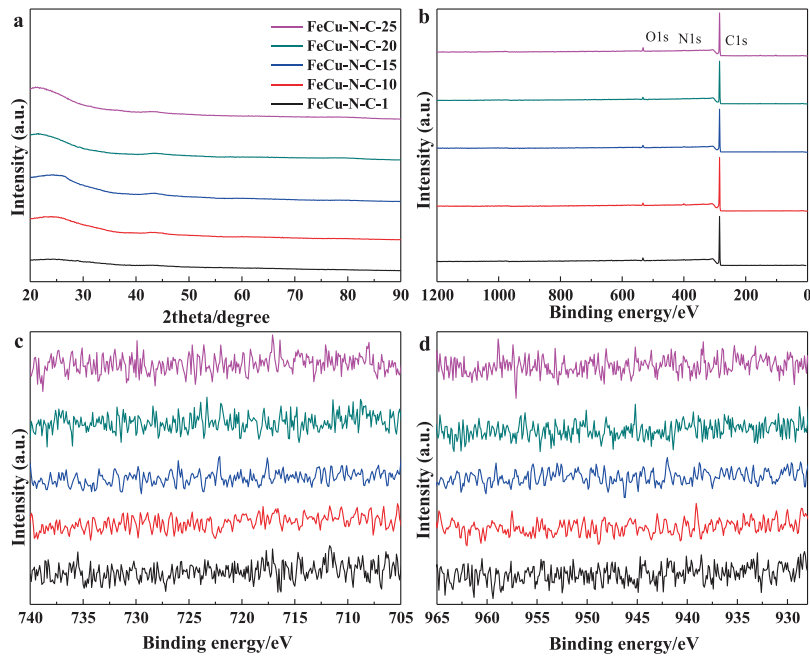 a
FeCu-N-C-25
FeCu-N-C-20
FeCu-N-C-15
FeCu-N-C-10
FeCu-N-C-1
Intensity (a.u.)
20 30 40 50 60 70 80 90
2theta/degree
b
O1s N1s C1s
Intensity (a.u.)
1200 1000 800 600 400 200 0
Binding energy/eV
c
Intensity (a.u.)
740 735 730 725 720 715 710 705
Binding energy/eV
d
Intensity (a.u.)
965 960 955 950 945 940 935 930
Binding energy/eV